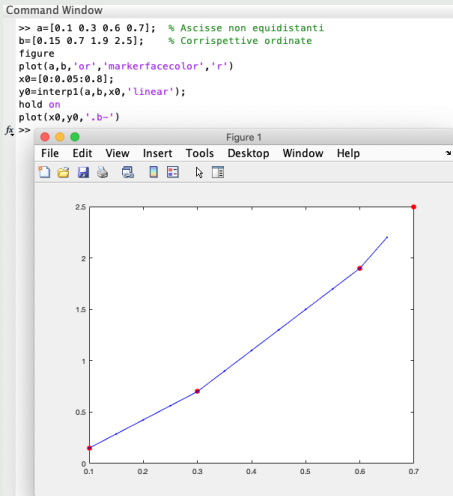 Command Window
>> a=[0.1 0.3 0.6 0.7];  % Ascisse non equidistanti
b=[0.15 0.7 1.9 2.5];    % Corrispettive ordinate
figure
plot(a,b,'or','markerfacecolor','r')
x0=[0:0.05:0.8];
y0=interp1(a,b,x0,'linear');
hold on
plot(x0,y0,'.b-')
fx >>
Figure 1
File Edit View Insert Tools Desktop Window Help
2.5
2
1.5
1
0.5
0
0.1 0.2 0.3 0.4 0.5 0.6 0.7